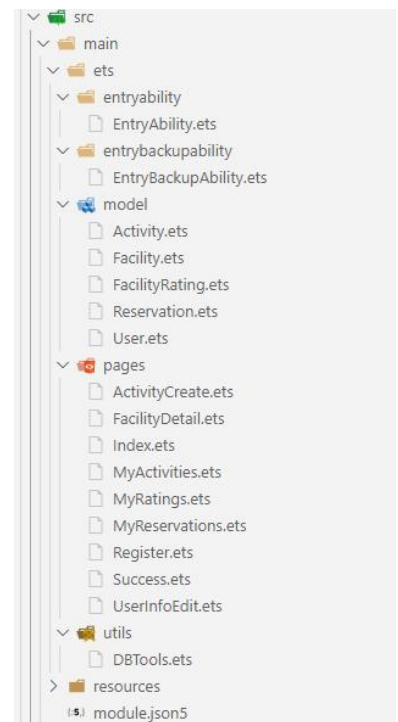 src
main
ets
entryability
EntryAbility.ets
entrybackupability
EntryBackupAbility.ets
model
Activity.ets
Facility.ets
FacilityRating.ets
Reservation.ets
User.ets
pages
ActivityCreate.ets
FacilityDetail.ets
Index.ets
MyActivities.ets
MyRatings.ets
MyReservations.ets
Register.ets
Success.ets
UserInfoEdit.ets
utils
DBTools.ets
resources
module.json5